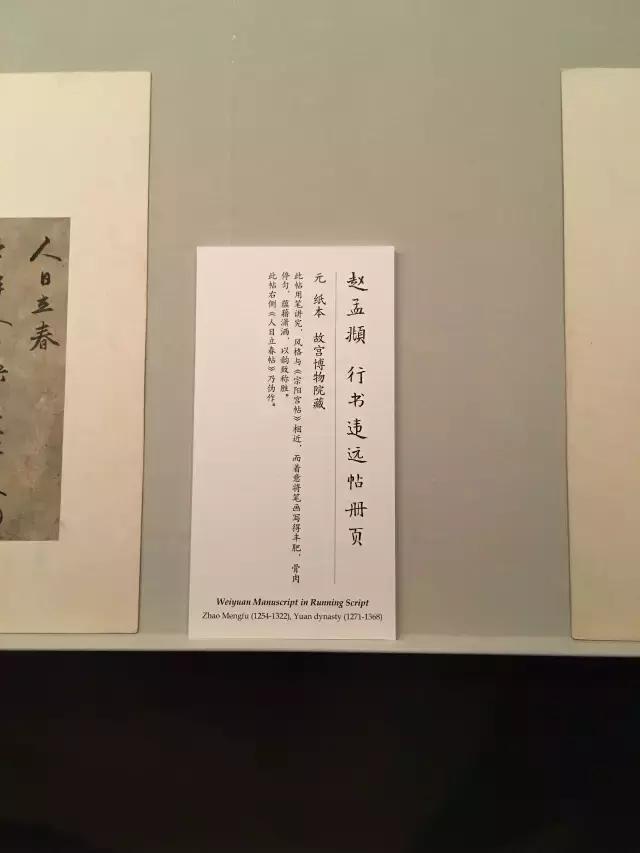 赵孟頫 行书违远帖册页
元 纸本 故宫博物院藏
此帖用笔讲究，风格与《宗阳宫帖》相近，而着意将笔画写得丰肥，骨肉
停匀，蕴藉潇洒，以韵致称胜。
此帖右侧《人日立春帖》乃伪作。
Weiyuan Manuscript in Running Script
Zhao Mengfu (1254-1322), Yuan dynasty (1271-1368)
人日立春